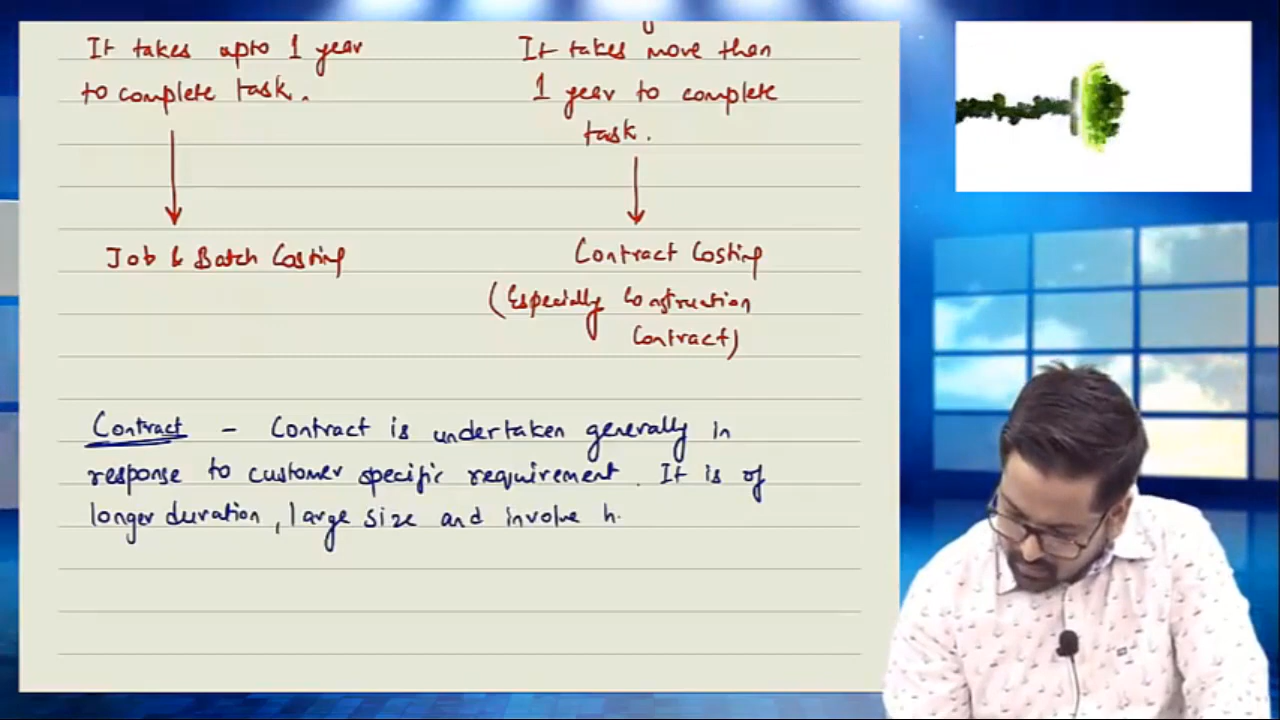 It takes upto 1 year
to complete task.
It takes more than
1 year to complete
task.
Job & Batch Costing
Contract Costing
(Especially Construction
Contract)
Contract - Contract is undertaken generally in
response to customer specific requirement. It is of
longer duration, large size and involve h